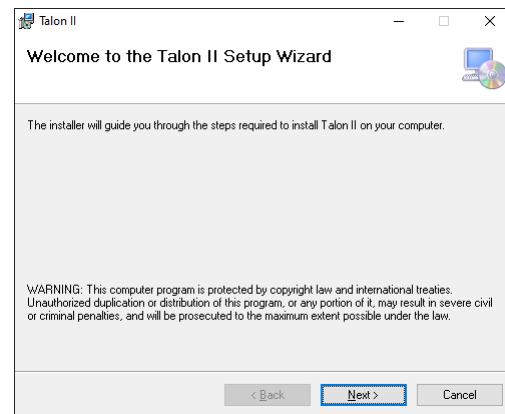 Talon II
Welcome to the Talon II Setup Wizard
The installer will guide you through the steps required to install Talon II on your computer.
WARNING: This computer program is protected by copyright law and international treaties.
Unauthorized duplication or distribution of this program, or any portion of it, may result in severe civil
or criminal penalties, and will be prosecuted to the maximum extent possible under the law.
< Back
Next >
Cancel